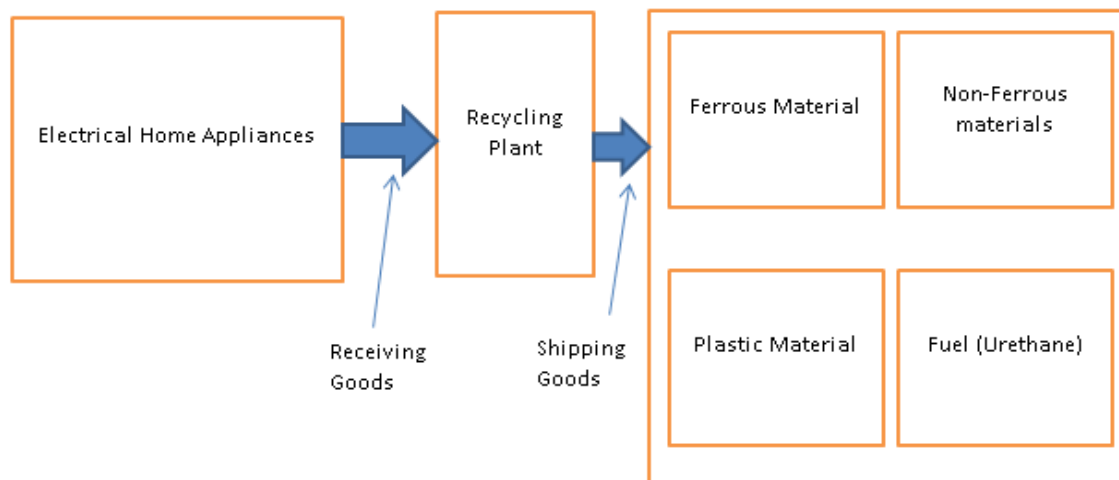 Electrical Home Appliances
Recycling
Plant
Ferrous Material
Non-Ferrous
materials
Receiving
Goods
Shipping
Goods
Plastic Material
Fuel (Urethane)